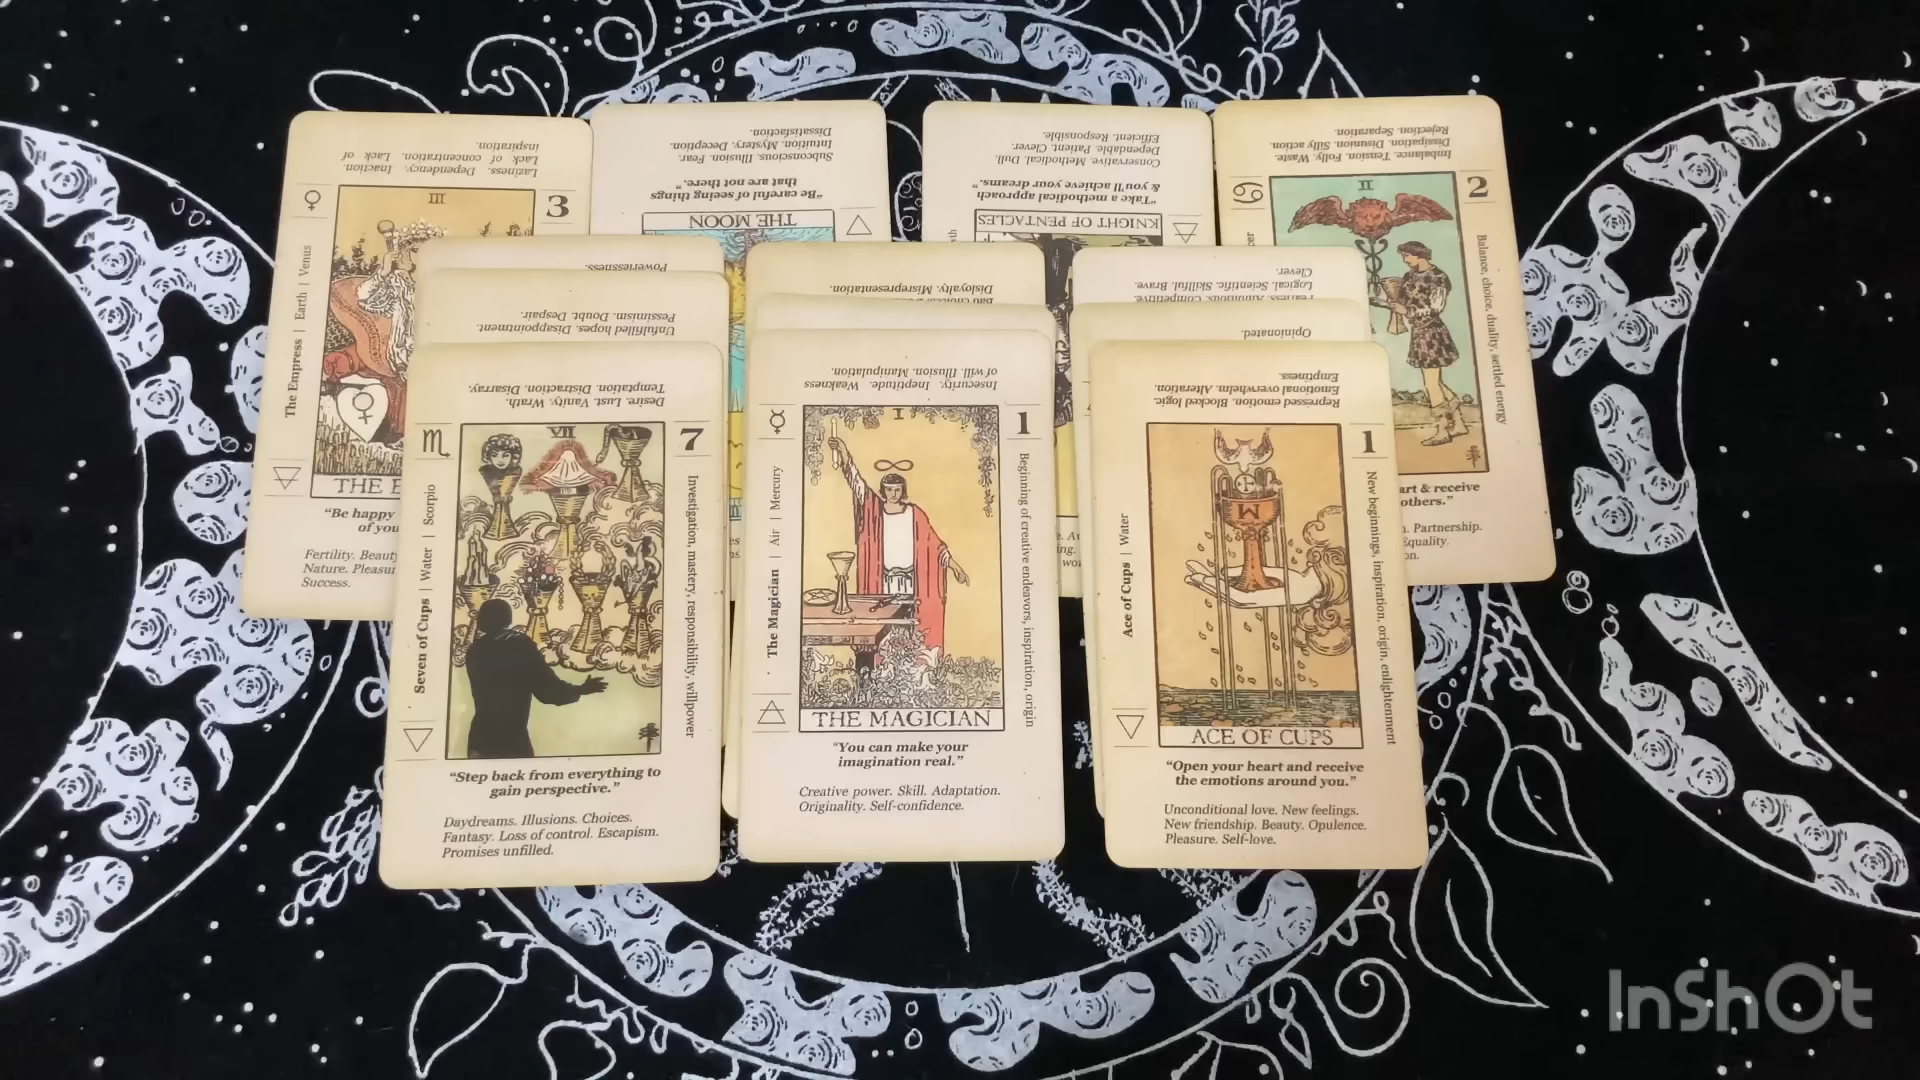 Laziness. Dependency. Inaction.
Lack of concentration. Lack of
inspiration.
III
3
The Empress | Earth | Venus
THE E
"Be happy
of you
Fertility. Beauty
Nature. Pleasur
Success.
THE MOON
"Be careful of seeing things
that are not there."
Subconscious. Illusion. Fear.
Intuition. Mystery. Deception.
Dissatisfaction.
KNIGHT OF PENTACLES
"Take a methodical approach
& you'll achieve your dreams."
Conservative. Methodical. Dull.
Dependable. Patient. Clever.
Efficient. Responsible.
Imbalance. Tension. Folly. Waste.
Dissipation. Disunion. Silly action.
Rejection. Separation.
II
2
Balance, choice, duality, settled energy
art & receive
others."
Partnership.
Equality.
on.
Powerlessness.
Unfulfilled hopes. Disappointment.
Pessimism. Doubt. Despair.
Disloyalty. Misrepresentation.
Logical. Scientific. Skillful. Brave.
Clever.
Opinionated.
Desire. Lust. Vanity. Wrath.
Temptation. Distraction. Disarray.
VII
7
Seven of Cups | Water | Scorpio
Investigation, mastery, responsibility, willpower
"Step back from everything to
gain perspective."
Daydreams. Illusions. Choices.
Fantasy. Loss of control. Escapism.
Promises unfilled.
Insecurity. Ineptitude. Weakness
of will. Illusion. Manipulation.
I
1
The Magician | Air | Mercury
Beginning of creative endeavors, inspiration, origin
THE MAGICIAN
"You can make your
imagination real."
Creative power. Skill. Adaptation.
Originality. Self-confidence.
Repressed emotion. Blocked logic.
Emotional overwhelm. Alteration.
Emptiness.
1
Ace of Cups | Water
New beginnings, inspiration, origin, enlightenment
ACE OF CUPS
"Open your heart and receive
the emotions around you."
Unconditional love. New feelings.
New friendship. Beauty. Opulence.
Pleasure. Self-love.
InShOt